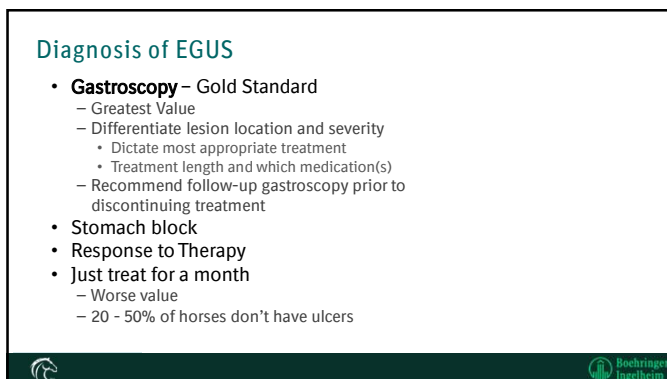 Diagnosis of EGUS
• Gastroscopy – Gold Standard
– Greatest Value
– Differentiate lesion location and severity
• Dictate most appropriate treatment
• Treatment length and which medication(s)
– Recommend follow-up gastroscopy prior to
discontinuing treatment
• Stomach block
• Response to Therapy
• Just treat for a month
– Worse value
– 20 - 50% of horses don't have ulcers
Boehringer
Ingelheim